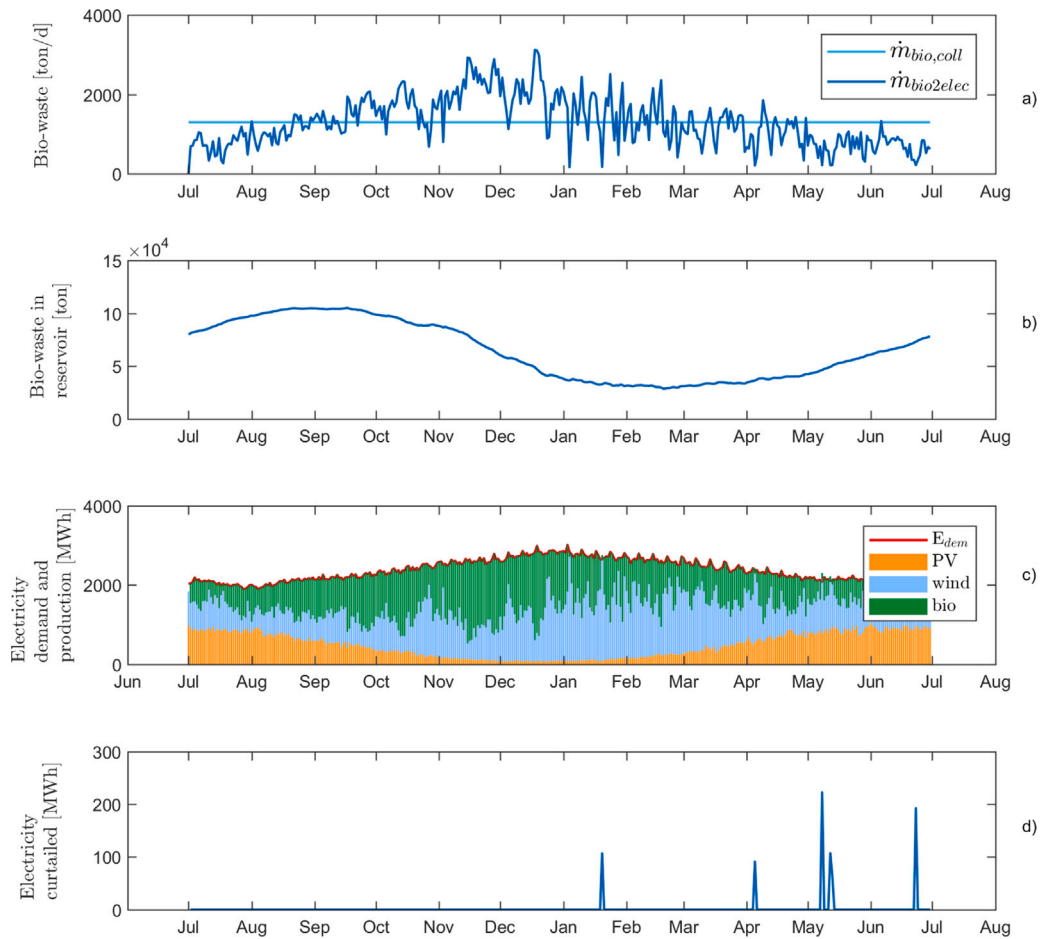 4000
3000
2000
1000
0
Bio-waste [ton/d]
ṁbio,coll
ṁbio2elec
a)
Jul Aug Sep Oct Nov Dec Jan Feb Mar Apr May Jun Jul Aug
×10⁴
15
10
5
0
Bio-waste in
reservoir [ton]
b)
Jul Aug Sep Oct Nov Dec Jan Feb Mar Apr May Jun Jul Aug
4000
2000
0
Electricity
demand and
production [MWh]
Edem
PV
wind
bio
c)
Jun Jul Aug Sep Oct Nov Dec Jan Feb Mar Apr May Jun Jul Aug
300
200
100
0
Electricity
curtailed [MWh]
d)
Jul Aug Sep Oct Nov Dec Jan Feb Mar Apr May Jun Jul Aug